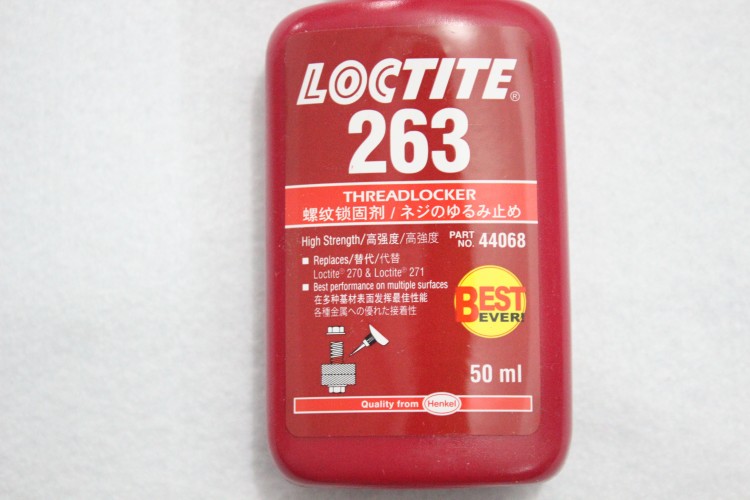 LOCTITE®
263
THREADLOCKER
螺纹锁固剂 / ネジのゆるみ止め
High Strength/高强度/高強度 PART NO. 44068
■ Replaces/替代/代替
Loctite® 270 & Loctite® 271
■ Best performance on multiple surfaces
在多种基材表面发挥最佳性能
各種金属への優れた接着性
BEST
EVER!
50 ml
Quality from Henkel